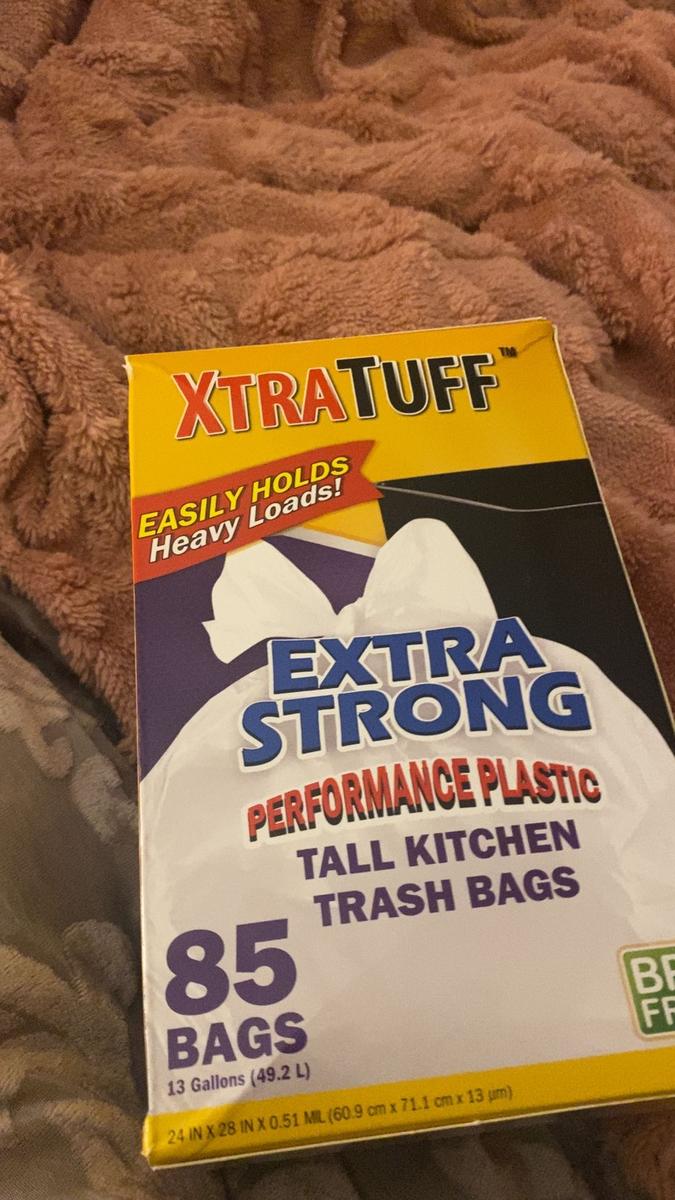 XTRATUFF™
EASILY HOLDS
Heavy Loads!
EXTRA
STRONG
PERFORMANCE PLASTIC
TALL KITCHEN
TRASH BAGS
85
BAGS
13 Gallons (49.2 L)
24 IN X 28 IN X 0.51 MIL (60.9 cm x 71.1 cm x 13 µm)